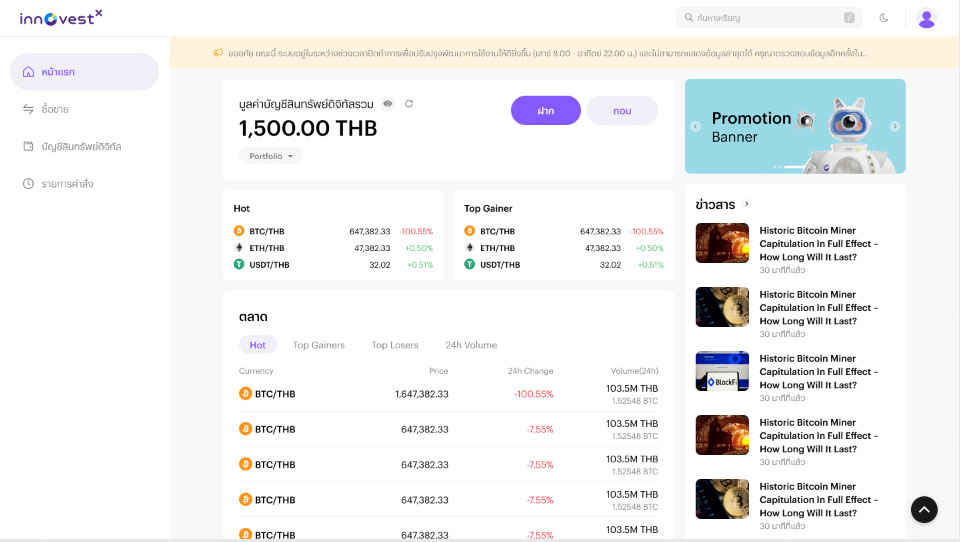 innovestX
ค้นหาเหรียญ
/
ขออภัย ขณะนี้ ระบบอยู่ในระหว่างช่วงเวลาปิดทำการเพื่อปรับปรุงพัฒนาการใช้งานให้ดียิ่งขึ้น (เสาร์ 8.00 - อาทิตย์ 22.00 น.) และไม่สามารถแสดงข้อมูลล่าสุดได้ กรุณาตรวจสอบข้อมูลอีกครั้งใน...
หน้าแรก
ซื้อขาย
บัญชีสินทรัพย์ดิจิทัล
รายการคำสั่ง
มูลค่าบัญชีสินทรัพย์ดิจิทัลรวม
1,500.00 THB
Portfolio
ฝาก
ถอน
Hot
BTC/THB 647,382.33 -100.55%
ETH/THB 47,382.33 +0.50%
USDT/THB 32.02 +0.51%
Top Gainer
BTC/THB 647,382.33 -100.55%
ETH/THB 47,382.33 +0.50%
USDT/THB 32.02 +0.51%
ตลาด
Hot Top Gainers Top Losers 24h Volume
Currency Price 24h Change Volume(24h)
BTC/THB 1,647,382.33 -100.55% 103.5M THB
1.52548 BTC
BTC/THB 647,382.33 -7.55% 103.5M THB
1.52548 BTC
BTC/THB 647,382.33 -7.55% 103.5M THB
1.52548 BTC
BTC/THB 647,382.33 -7.55% 103.5M THB
1.52548 BTC
BTC/THB 647,382.33 -7.55% 103.5M THB
Promotion
Banner
ข่าวสาร
Historic Bitcoin Miner
Capitulation In Full Effect –
How Long Will It Last?
30 นาทีที่แล้ว
Historic Bitcoin Miner
Capitulation In Full Effect –
How Long Will It Last?
30 นาทีที่แล้ว
BlockFi
Historic Bitcoin Miner
Capitulation In Full Effect –
How Long Will It Last?
30 นาทีที่แล้ว
Historic Bitcoin Miner
Capitulation In Full Effect –
How Long Will It Last?
30 นาทีที่แล้ว
Historic Bitcoin Miner
Capitulation In Full Effect –
How Long Will It Last?
30 นาทีที่แล้ว